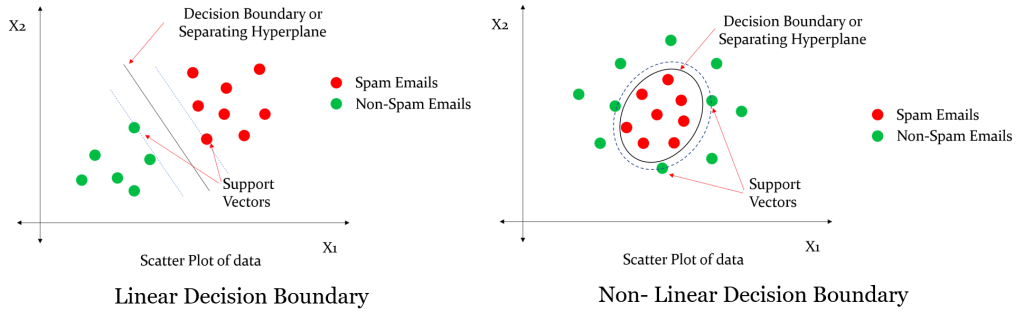 X2
Decision Boundary or
Separating Hyperplane
Spam Emails
Non-Spam Emails
Support
Vectors
X1
Scatter Plot of data
Linear Decision Boundary
X2
Decision Boundary or
Separating Hyperplane
Spam Emails
Non-Spam Emails
Support
Vectors
X1
Scatter Plot of data
Non- Linear Decision Boundary